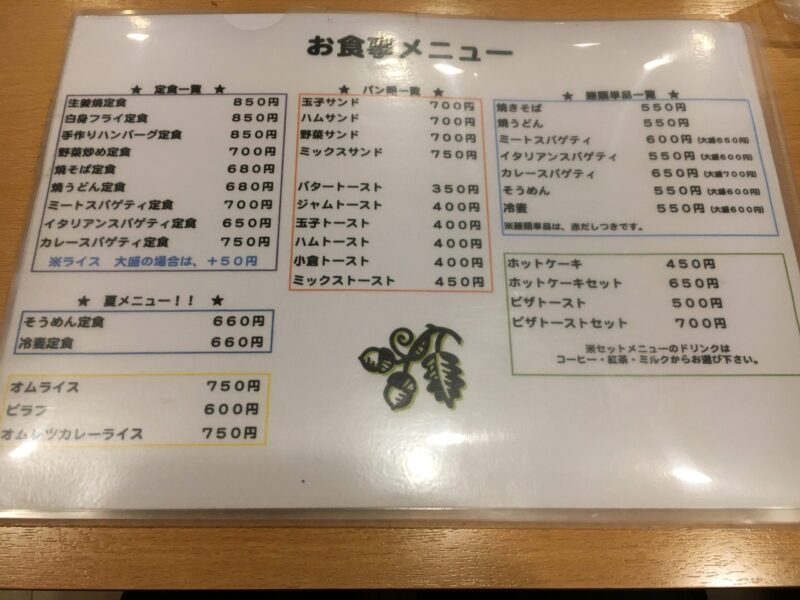 お食事メニュー
★ 定食一覧 ★
生姜焼定食 850円
白身フライ定食 850円
手作りハンバーグ定食 850円
野菜炒め定食 700円
焼そば定食 680円
焼うどん定食 680円
ミートスパゲティ定食 700円
イタリアンスパゲティ定食 650円
カレースパゲティ定食 750円
※ライス 大盛の場合は、+50円
★ 夏メニュー!! ★
そうめん定食 660円
冷麦定食 660円
オムライス 750円
ピラフ 600円
オムレツカレーライス 750円
★ パン類一覧 ★
玉子サンド 700円
ハムサンド 700円
野菜サンド 700円
ミックスサンド 750円
バタートースト 350円
ジャムトースト 400円
玉子トースト 400円
ハムトースト 400円
小倉トースト 400円
ミックストースト 450円
★ 麺類単品一覧 ★
焼きそば 550円
焼うどん 550円
ミートスパゲティ 600円 (大盛650円)
イタリアンスパゲティ 550円 (大盛600円)
カレースパゲティ 650円 (大盛700円)
そうめん 550円 (大盛600円)
冷麦 550円 (大盛600円)
※麺類単品は、赤だしつきです。
ホットケーキ 450円
ホットケーキセット 650円
ピザトースト 500円
ピザトーストセット 700円
※セットメニューのドリンクは
コーヒー・紅茶・ミルクからお選び下さい。